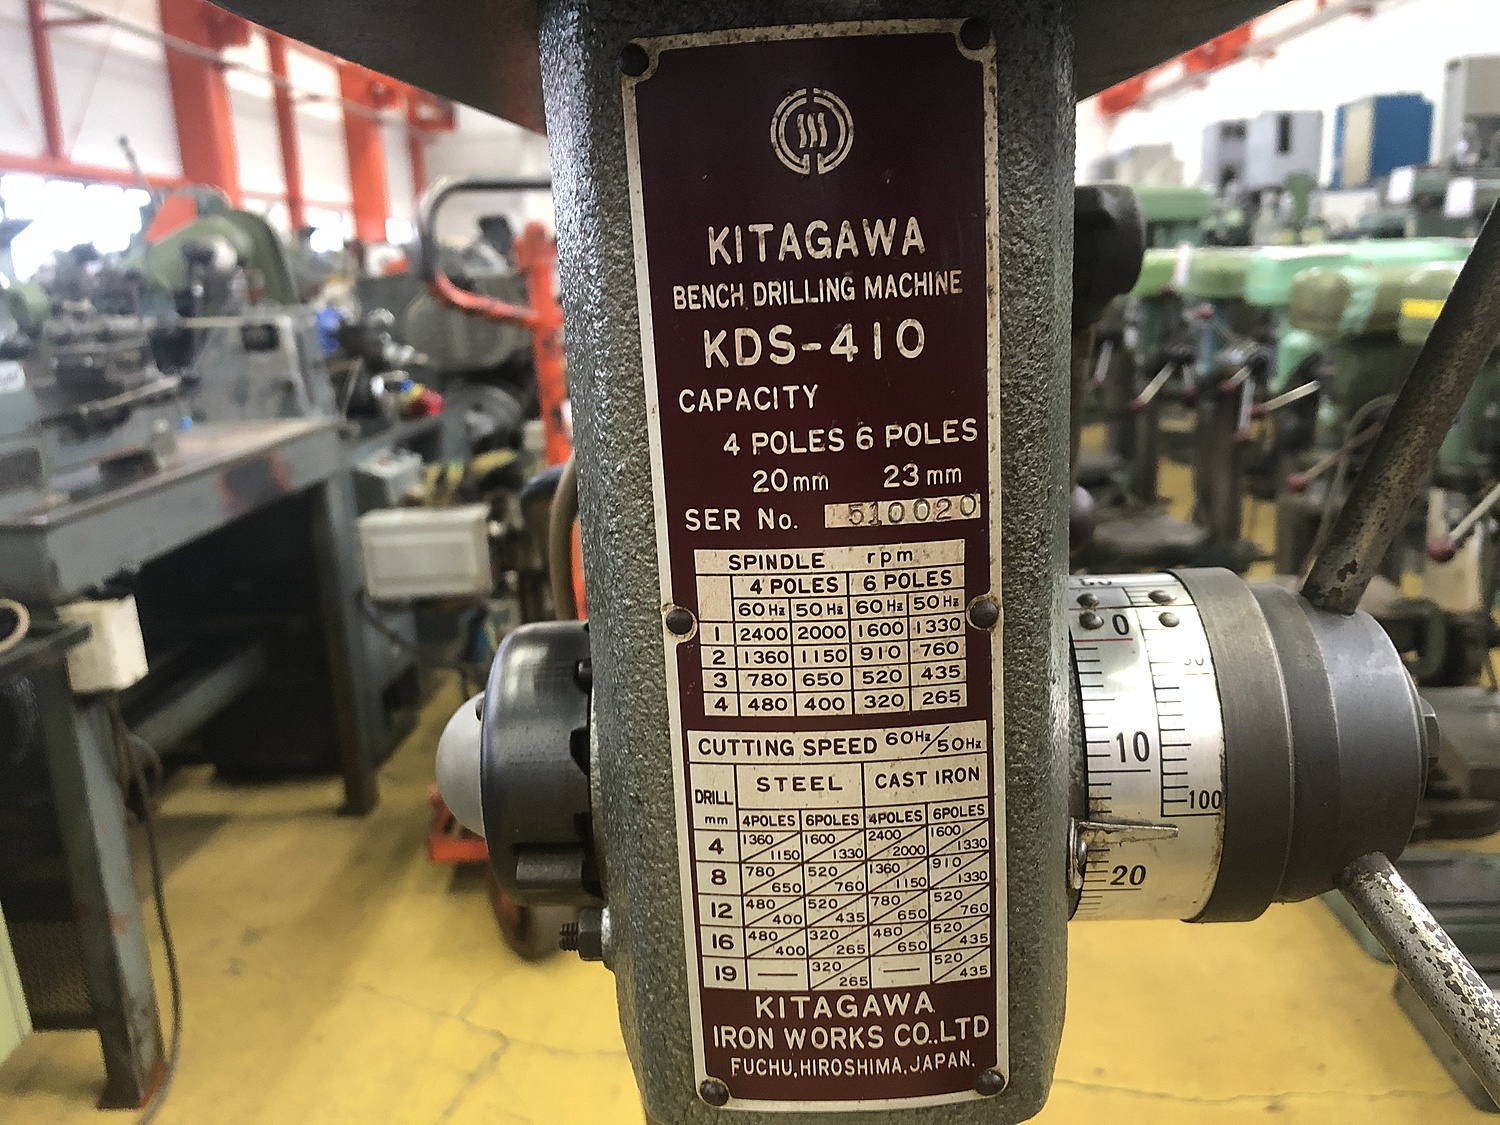 KITAGAWA
BENCH DRILLING MACHINE
KDS-410
CAPACITY
4 POLES 6 POLES
20mm 23mm
SER No. 510020
SPINDLE rpm
4 POLES 6 POLES
60Hz 50Hz 60Hz 50Hz
1 2400 2000 1600 1330
2 1360 1150 910 760
3 780 650 520 435
4 480 400 320 265
CUTTING SPEED 60Hz/50Hz
DRILL mm STEEL CAST IRON
4POLES 6POLES 4POLES 6POLES
4 1360/1150 1600/1330 2400/2000 1600/1330
8 780/650 520/760 1360/1150 910/1330
12 480/400 520/435 780/650 520/760
16 480/400 320/265 480/650 520/435
19 — 320/265 — 520/435
KITAGAWA
IRON WORKS CO.,LTD
FUCHU,HIROSHIMA,JAPAN.
0
10
100
20